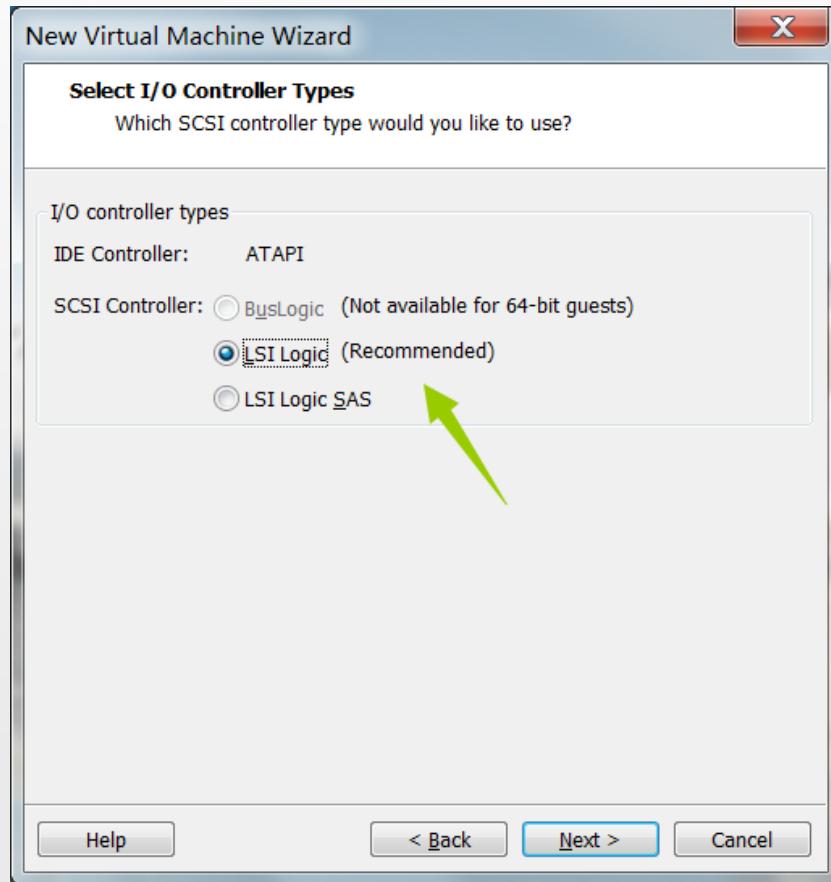 New Virtual Machine Wizard
Select I/O Controller Types
Which SCSI controller type would you like to use?
I/O controller types
IDE Controller: ATAPI
SCSI Controller: BusLogic (Not available for 64-bit guests)
LSI Logic (Recommended)
LSI Logic SAS
Help < Back Next > Cancel